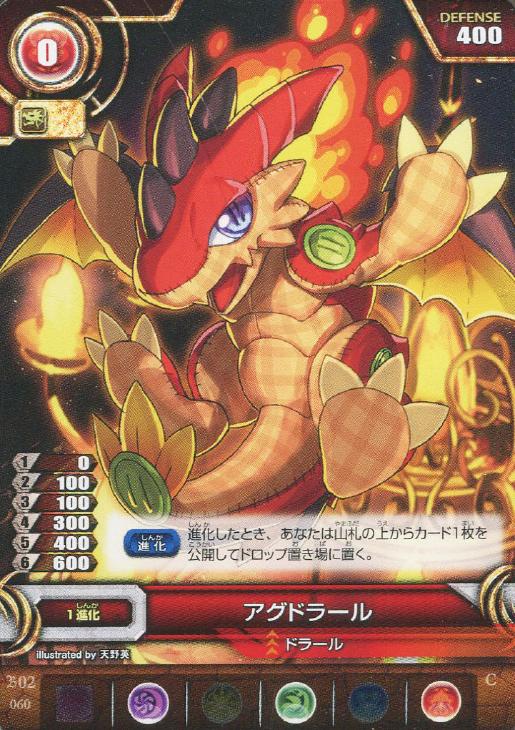 0
DEFENSE
400
1 0
2 100
3 100
4 300
5 400
6 600
進化 進化したとき、あなたは山札の上からカード1枚を
公開してドロップ置き場に置く。
1進化
アグドラール
ドラール
illustrated by 天野英
B02
060
C